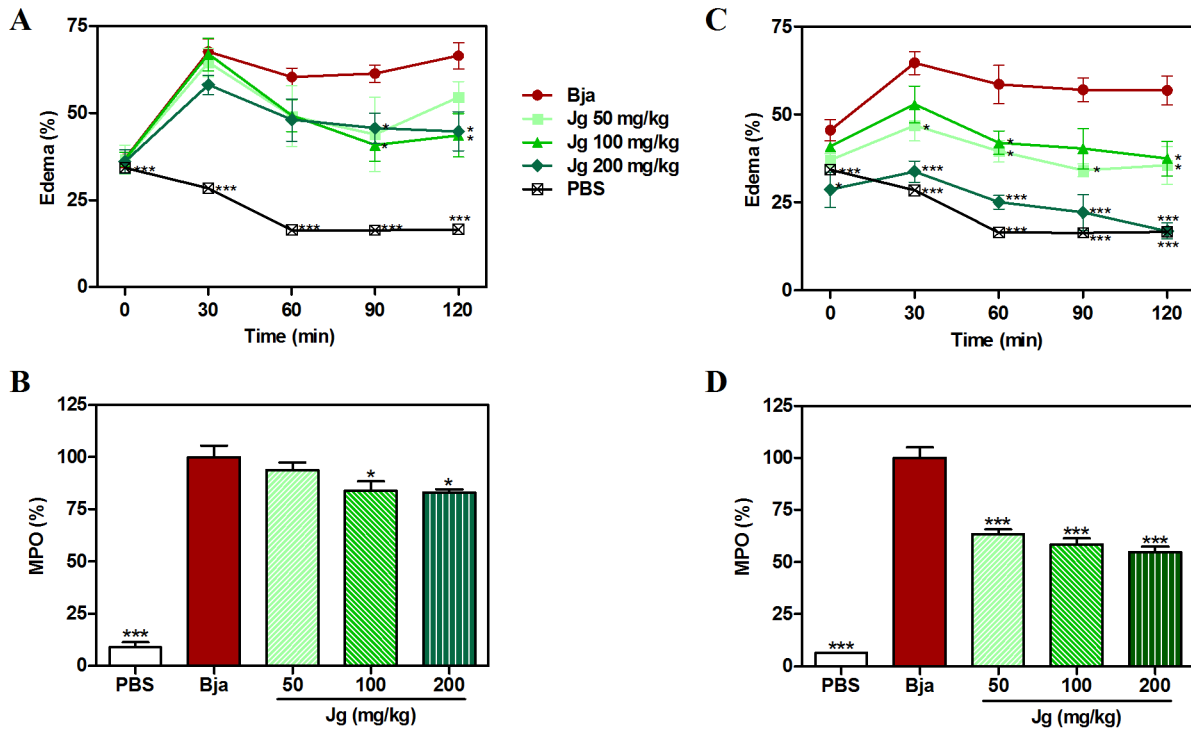 A
75
50
25
0
Edema (%)
***
***
***
***
*
*
*
*
***
0 30 60 90 120
Time (min)
Bja
Jg 50 mg/kg
Jg 100 mg/kg
Jg 200 mg/kg
PBS
C
75
50
25
0
Edema (%)
***
*
*
***
***
*
*
***
***
*
***
***
*
*
***
***
0 30 60 90 120
Time (min)
B
125
100
75
50
25
0
MPO (%)
***
*
*
PBS Bja 50 100 200
Jg (mg/kg)
D
125
100
75
50
25
0
MPO (%)
***
***
***
***
PBS Bja 50 100 200
Jg (mg/kg)